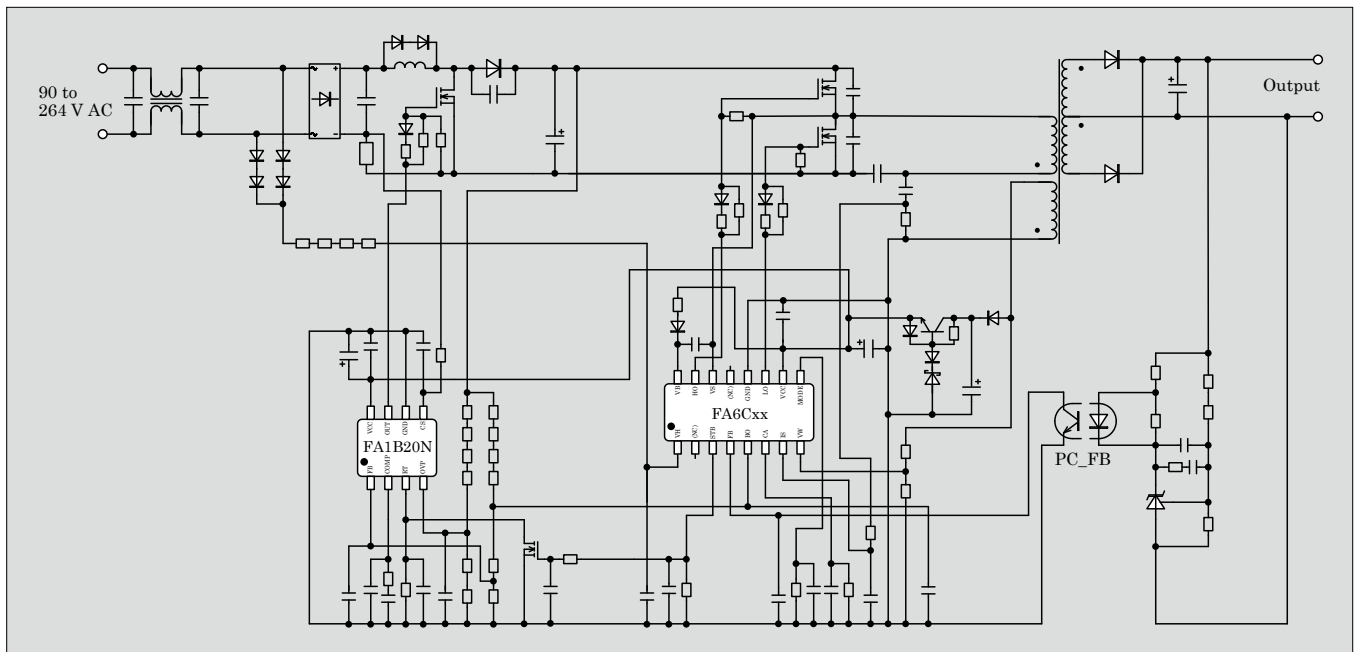 90 to
264 V AC
~
+
~
−
+
+
Output
+
+
+
VB
HO
VS
(NC)
GND
LO
VCC
MODE
FA6Cxx
VH
(NC)
STB
FB
BO
CA
IS
VW
VCC
OUT
GND
CS
FA1B20N
FB
COMP
RT
OVP
PC_FB